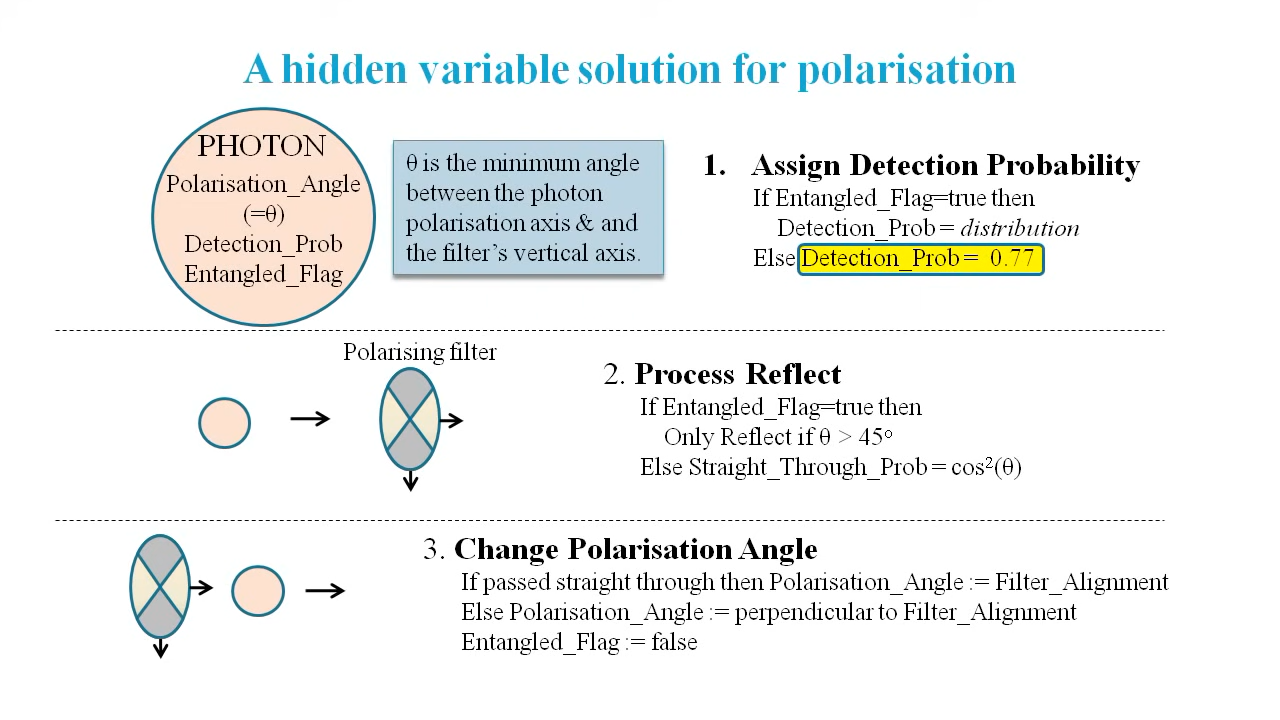 A hidden variable solution for polarisation
PHOTON
Polarisation_Angle
(=θ)
Detection_Prob
Entangled_Flag
θ is the minimum angle
between the photon
polarisation axis & and
the filter's vertical axis.
1. Assign Detection Probability
If Entangled_Flag=true then
Detection_Prob = distribution
Else Detection_Prob = 0.77
Polarising filter
2. Process Reflect
If Entangled_Flag=true then
Only Reflect if θ > 45º
Else Straight_Through_Prob = cos²(θ)
3. Change Polarisation Angle
If passed straight through then Polarisation_Angle := Filter_Alignment
Else Polarisation_Angle := perpendicular to Filter_Alignment
Entangled_Flag := false